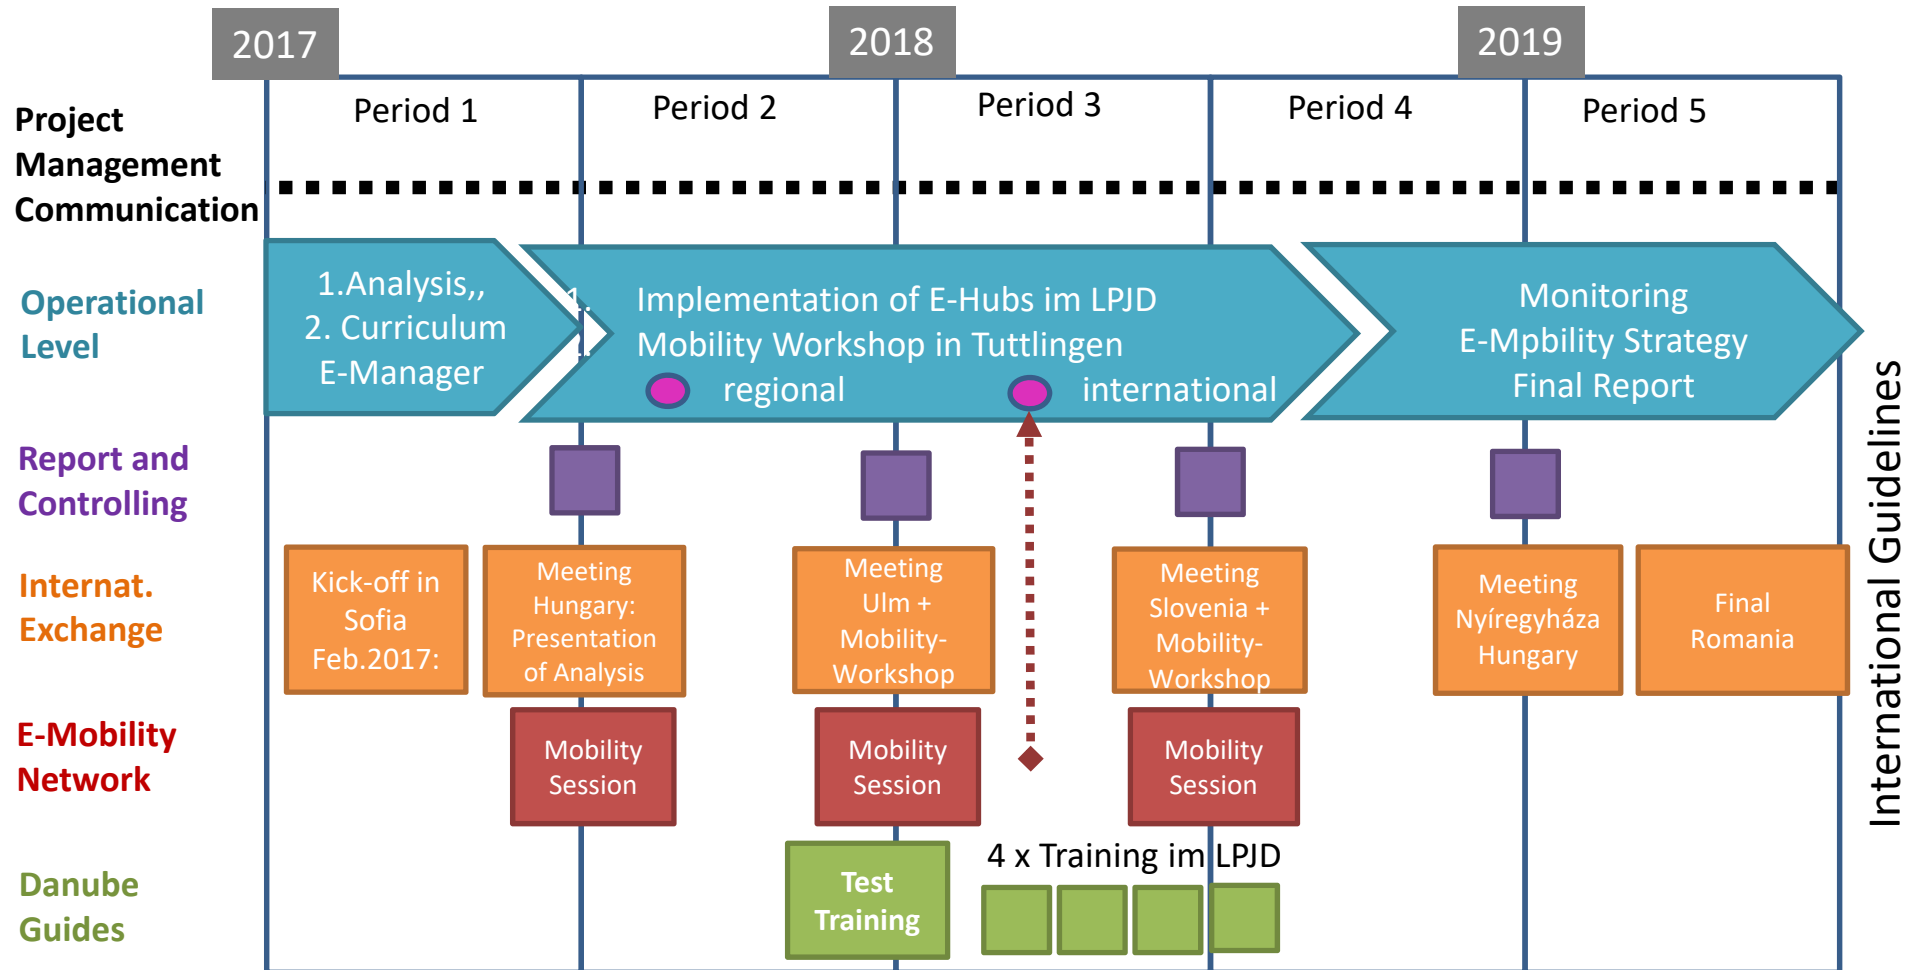 2017
2018
2019
Period 1
Period 2
Period 3
Period 4
Period 5
Project
Management
Communication
Operational
Level
1.Analysis,,
2. Curriculum
E-Manager
1.
Implementation of E-Hubs im LPJD
Mobility Workshop in Tuttlingen
regional
international
Monitoring
E-Mpbility Strategy
Final Report
Report and
Controlling
Internat.
Exchange
Kick-off in
Sofia
Feb.2017:
Meeting
Hungary:
Presentation
of Analysis
Meeting
Ulm +
Mobility-
Workshop
Meeting
Slovenia +
Mobility-
Workshop
Meeting
Nyíregyháza
Hungary
Final
Romania
E-Mobility
Network
Mobility
Session
Mobility
Session
Mobility
Session
Danube
Guides
Test
Training
4 x Training im LPJD
International Guidelines